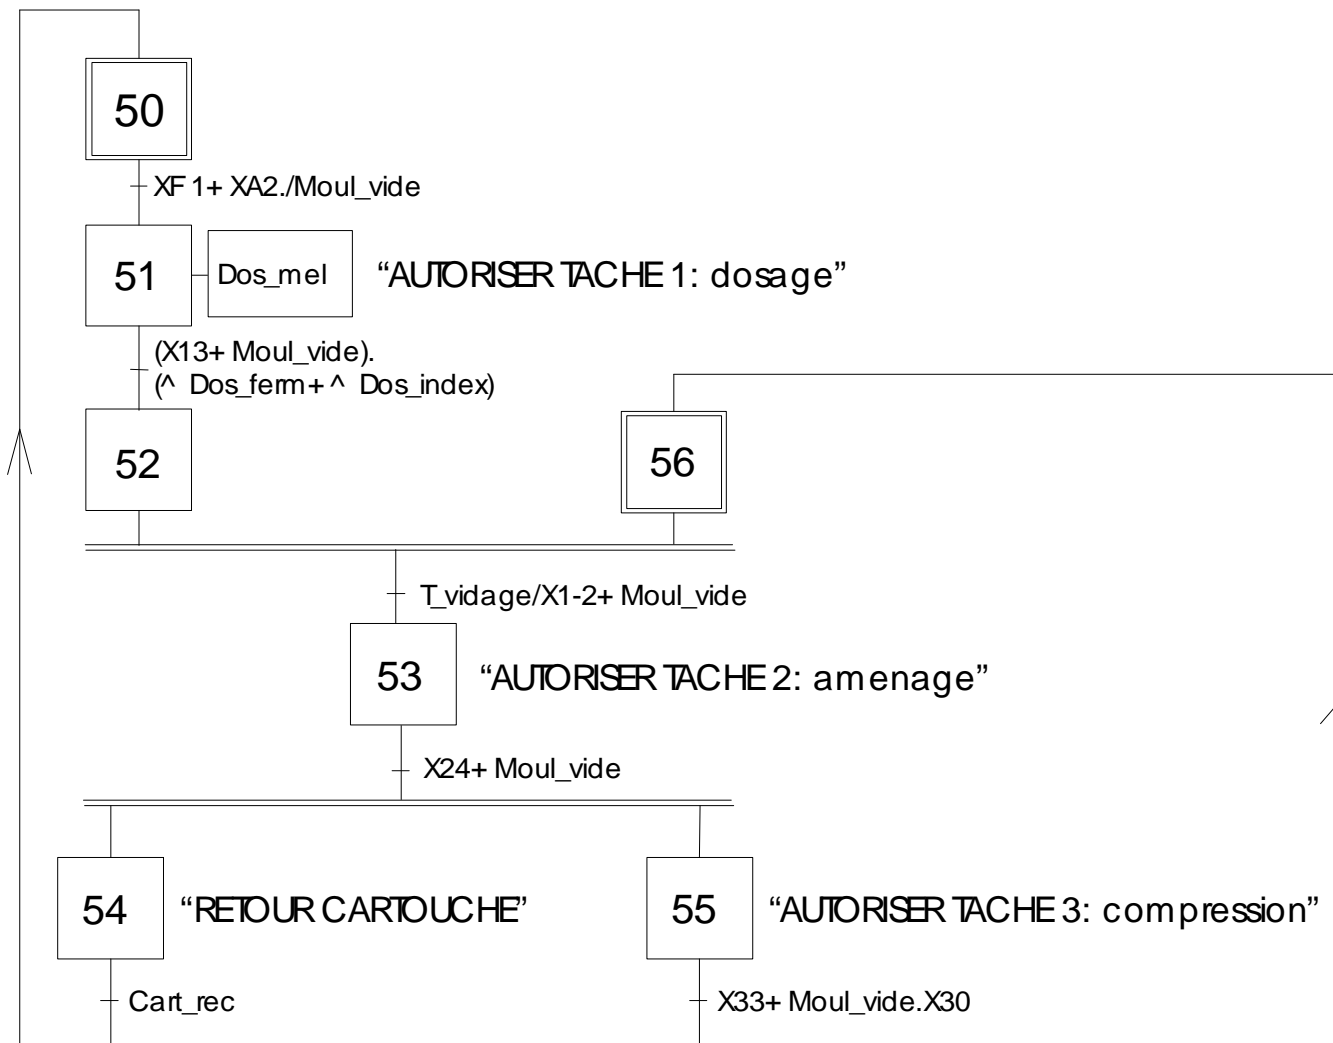 50
XF 1+ XA2./Moul_vide
51
Dos_mel
“AUTORISER TACHE 1: dosage”
(X13+ Moul_vide).
(^ Dos_ferm+ ^ Dos_index)
52
56
T_vidage/X1-2+ Moul_vide
53
“AUTORISER TACHE 2: amenage”
X24+ Moul_vide
54
“RETOUR CARTOUCHE”
55
“AUTORISER TACHE 3: compression”
Cart_rec
X33+ Moul_vide.X30